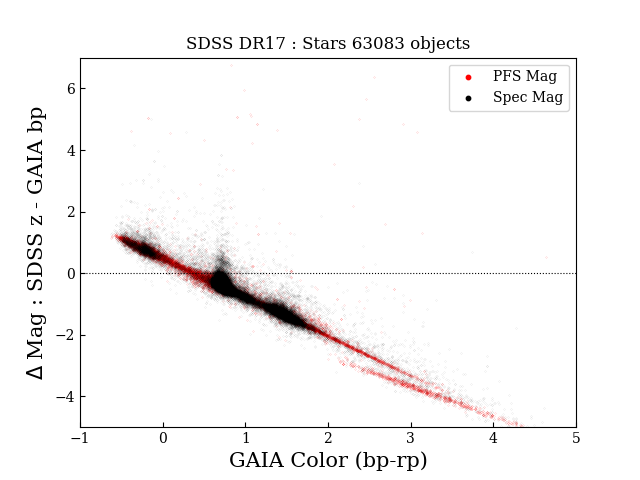 SDSS DR17 : Stars 63083 objects
PFS Mag
Spec Mag
Δ Mag : SDSS z - GAIA bp
6
4
2
0
−2
−4
−1
0
1
2
3
4
5
GAIA Color (bp-rp)